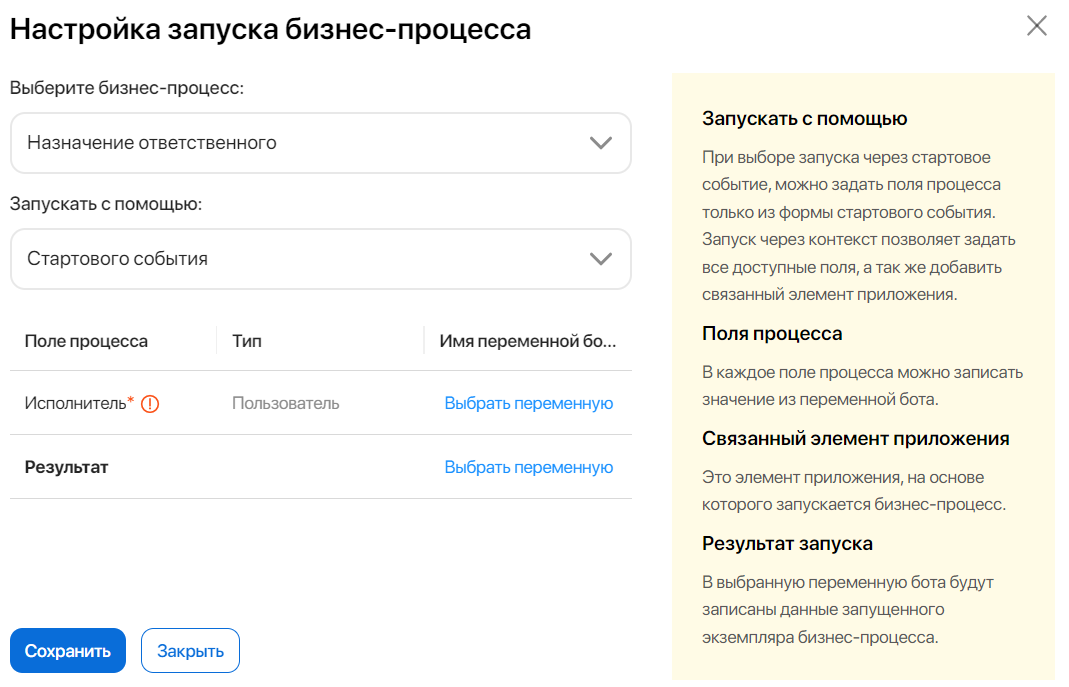 Настройка запуска бизнес-процесса
Выберите бизнес-процесс:
Назначение ответственного
Запускать с помощью:
Стартового события
Поле процесса Тип Имя переменной бо...
Исполнитель* Пользователь Выбрать переменную
Результат Выбрать переменную
Сохранить Закрыть
Запускать с помощью
При выборе запуска через стартовое
событие, можно задать поля процесса
только из формы стартового события.
Запуск через контекст позволяет задать
все доступные поля, а так же добавить
связанный элемент приложения.
Поля процесса
В каждое поле процесса можно записать
значение из переменной бота.
Связанный элемент приложения
Это элемент приложения, на основе
которого запускается бизнес-процесс.
Результат запуска
В выбранную переменную бота будут
записаны данные запущенного
экземпляра бизнес-процесса.